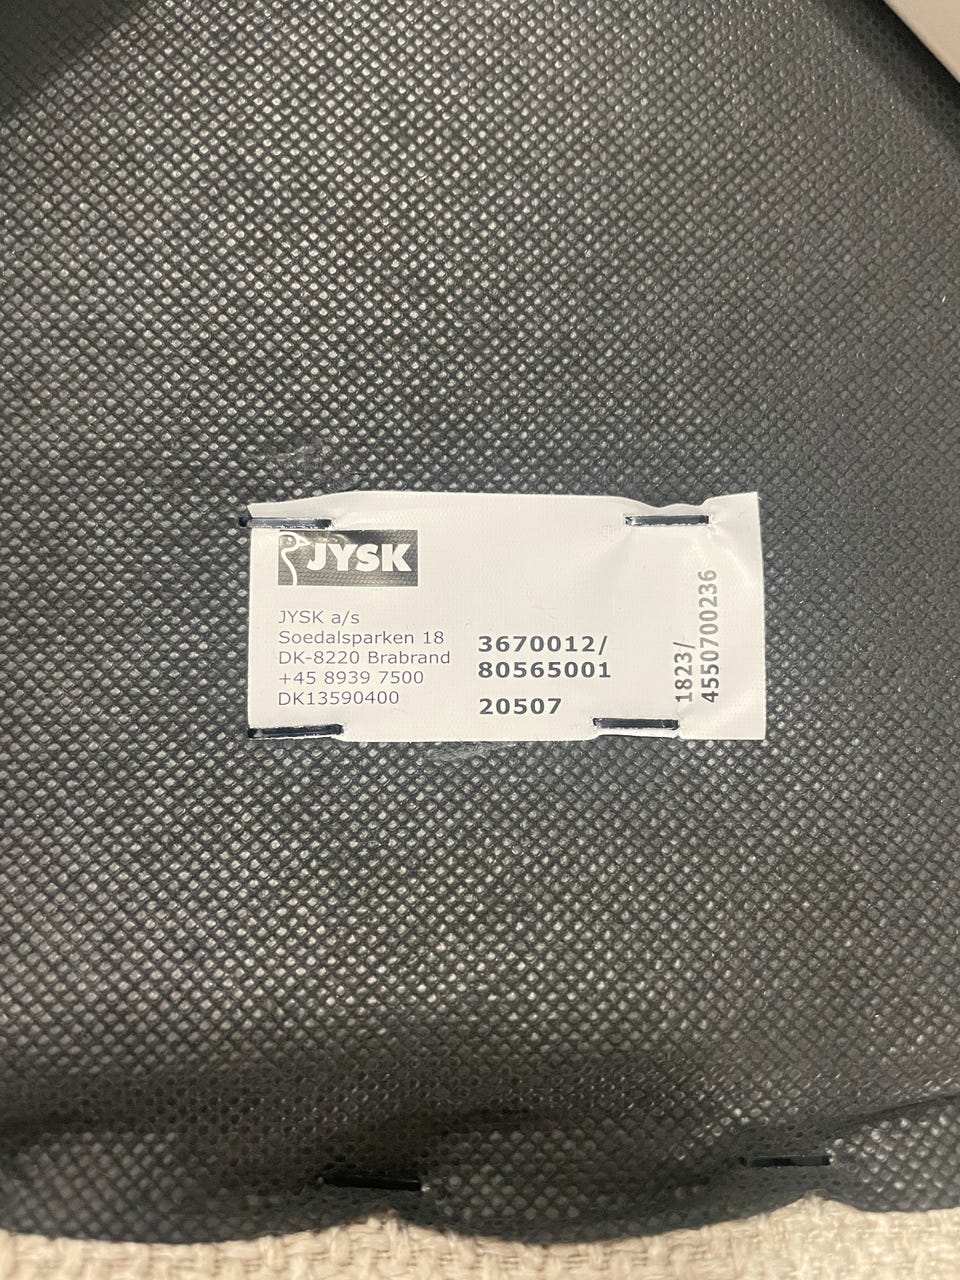 JYSK
JYSK a/s
Soedalsparken 18
DK-8220 Brabrand
+45 8939 7500
DK13590400
3670012/
80565001
20507
1823/
4550700236